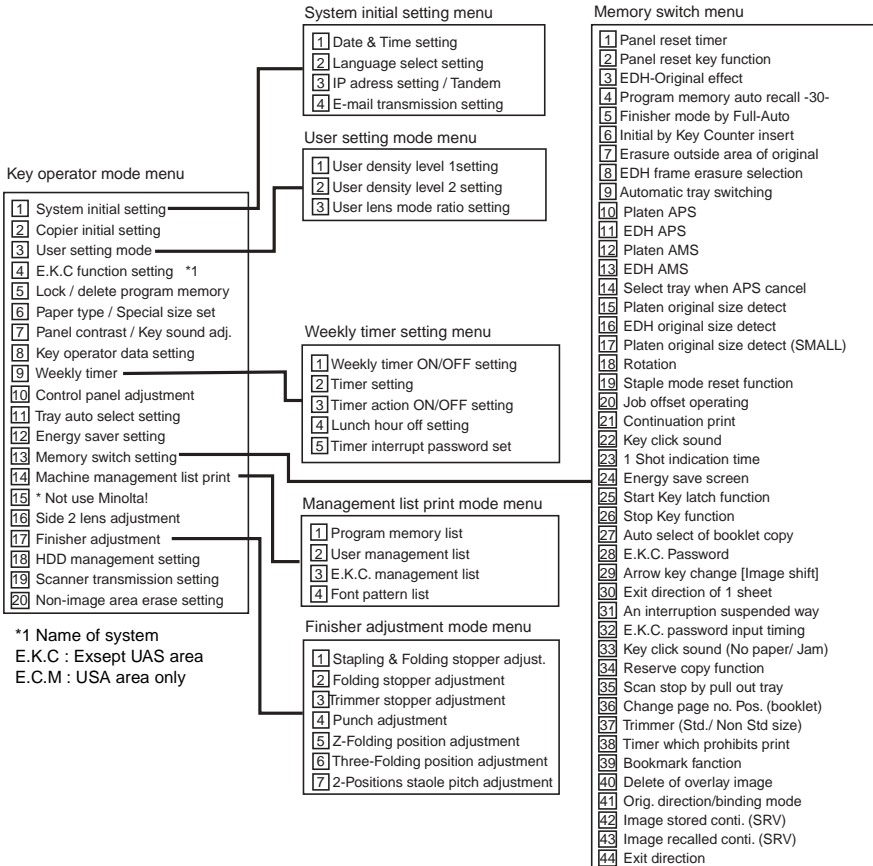 Key operator mode menu
1 System initial setting
2 Copier initial setting
3 User setting mode
4 E.K.C function setting *1
5 Lock / delete program memory
6 Paper type / Special size set
7 Panel contrast / Key sound adj.
8 Key operator data setting
9 Weekly timer
10 Control panel adjustment
11 Tray auto select setting
12 Energy saver setting
13 Memory switch setting
14 Machine management list print
15 * Not use Minolta!
16 Side 2 lens adjustment
17 Finisher adjustment
18 HDD management setting
19 Scanner transmission setting
20 Non-image area erase setting
*1 Name of system
E.K.C : Exsept UAS area
E.C.M : USA area only
System initial setting menu
1 Date & Time setting
2 Language select setting
3 IP adress setting / Tandem
4 E-mail transmission setting
User setting mode menu
1 User density level 1setting
2 User density level 2 setting
3 User lens mode ratio setting
Weekly timer setting menu
1 Weekly timer ON/OFF setting
2 Timer setting
3 Timer action ON/OFF setting
4 Lunch hour off setting
5 Timer interrupt password set
Management list print mode menu
1 Program memory list
2 User management list
3 E.K.C. management list
4 Font pattern list
Finisher adjustment mode menu
1 Stapling & Folding stopper adjust.
2 Folding stopper adjustment
3 Trimmer stopper adjustment
4 Punch adjustment
5 Z-Folding position adjustment
6 Three-Folding position adjustment
7 2-Positions staole pitch adjustment
Memory switch menu
1 Panel reset timer
2 Panel reset key function
3 EDH-Original effect
4 Program memory auto recall -30-
5 Finisher mode by Full-Auto
6 Initial by Key Counter insert
7 Erasure outside area of original
8 EDH frame erasure selection
9 Automatic tray switching
10 Platen APS
11 EDH APS
12 Platen AMS
13 EDH AMS
14 Select tray when APS cancel
15 Platen original size detect
16 EDH original size detect
17 Platen original size detect (SMALL)
18 Rotation
19 Staple mode reset function
20 Job offset operating
21 Continuation print
22 Key click sound
23 1 Shot indication time
24 Energy save screen
25 Start Key latch function
26 Stop Key function
27 Auto select of booklet copy
28 E.K.C. Password
29 Arrow key change [Image shift]
30 Exit direction of 1 sheet
31 An interruption suspended way
32 E.K.C. password input timing
33 Key click sound (No paper/ Jam)
34 Reserve copy function
35 Scan stop by pull out tray
36 Change page no. Pos. (booklet)
37 Trimmer (Std./ Non Std size)
38 Timer which prohibits print
39 Bookmark fanction
40 Delete of overlay image
41 Orig. direction/binding mode
42 Image stored conti. (SRV)
43 Image recalled conti. (SRV)
44 Exit direction